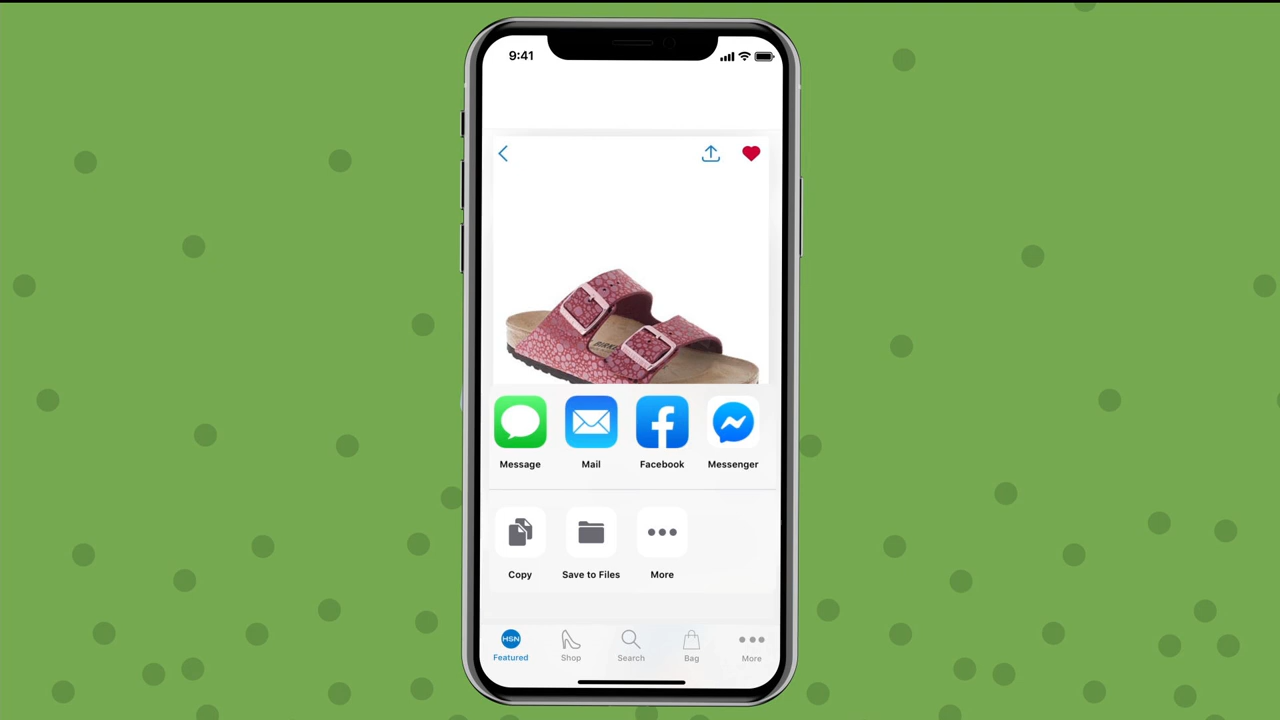 9:41
Message Mail Facebook Messenger
Copy Save to Files More
HSN
Featured Shop Search Bag More